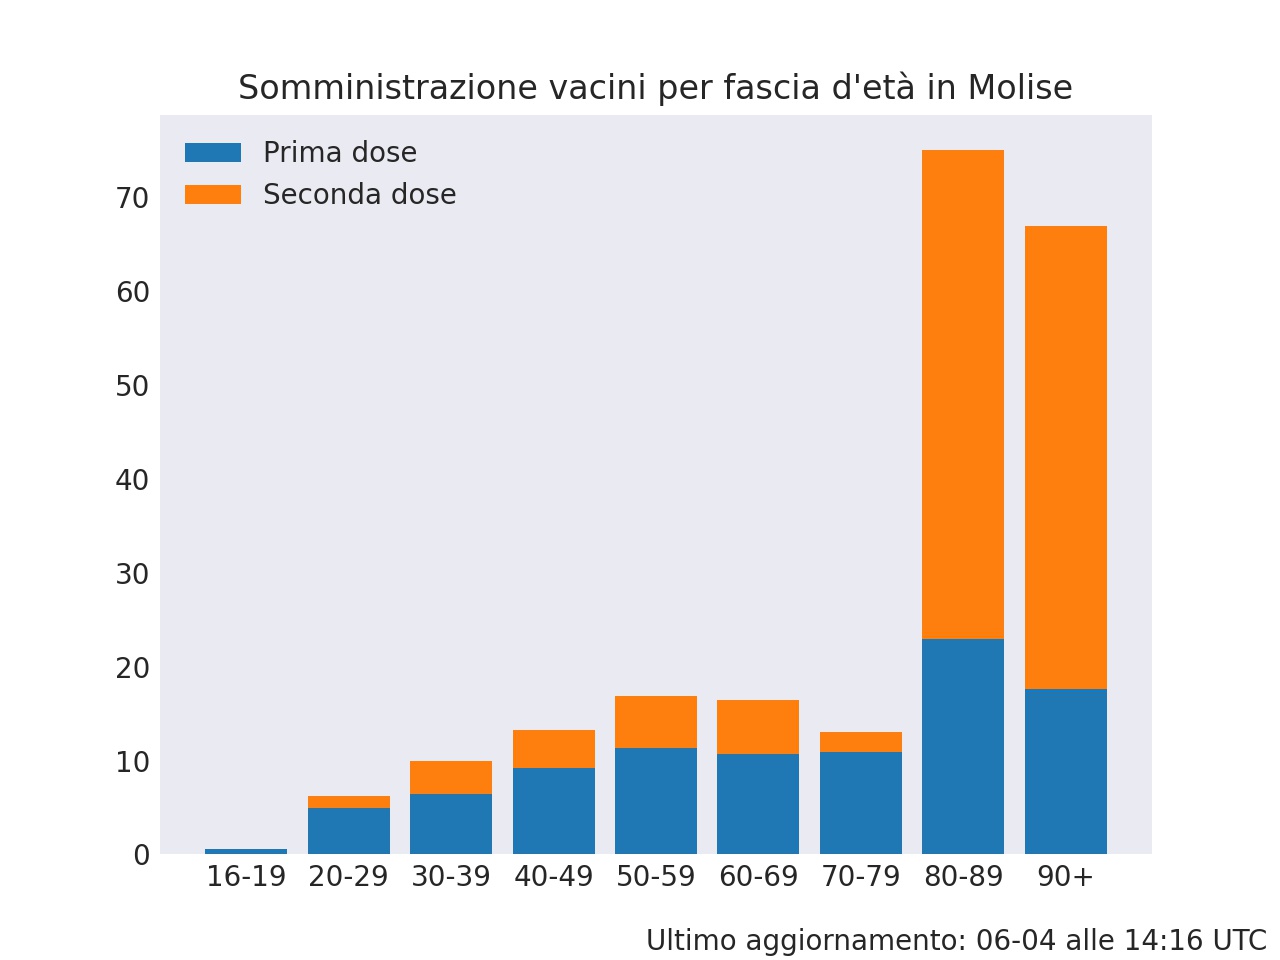 Somministrazione vacini per fascia d'età in Molise
Prima dose
Seconda dose
70
60
50
40
30
20
10
0
16-19 20-29 30-39 40-49 50-59 60-69 70-79 80-89 90+
Ultimo aggiornamento: 06-04 alle 14:16 UTC